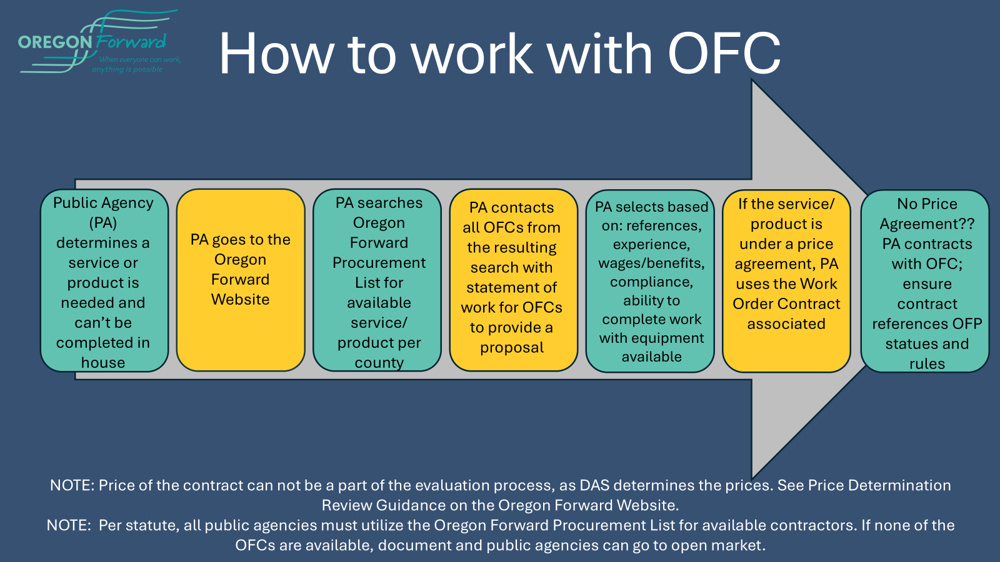 OREGON Forward
When everyone can work,
anything is possible
How to work with OFC
Public Agency
(PA)
determines a
service or
product is
needed and
can’t be
completed in
house
PA goes to the
Oregon
Forward
Website
PA searches
Oregon
Forward
Procurement
List for
available
service/
product per
county
PA contacts
all OFCs from
the resulting
search with
statement of
work for OFCs
to provide a
proposal
PA selects based
on: references,
experience,
wages/benefits,
compliance,
ability to
complete work
with equipment
available
If the service/
product is
under a price
agreement, PA
uses the Work
Order Contract
associated
No Price
Agreement??
PA contracts
with OFC;
ensure
contract
references OFP
statues and
rules
NOTE: Price of the contract can not be a part of the evaluation process, as DAS determines the prices. See Price Determination
Review Guidance on the Oregon Forward Website.
NOTE:  Per statute, all public agencies must utilize the Oregon Forward Procurement List for available contractors. If none of the
OFCs are available, document and public agencies can go to open market.